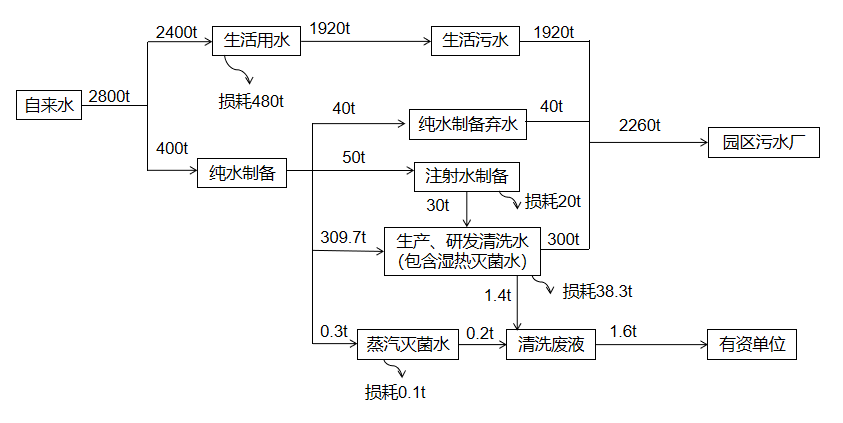 2400t
生活用水
1920t
生活污水
1920t
自来水
2800t
损耗480t
40t
纯水制备弃水
40t
2260t
园区污水厂
400t
纯水制备
50t
注射水制备
损耗20t
30t
309.7t
生产、研发清洗水
（包含湿热灭菌水）
300t
损耗38.3t
1.4t
0.3t
蒸汽灭菌水
0.2t
清洗废液
1.6t
有资单位
损耗0.1t